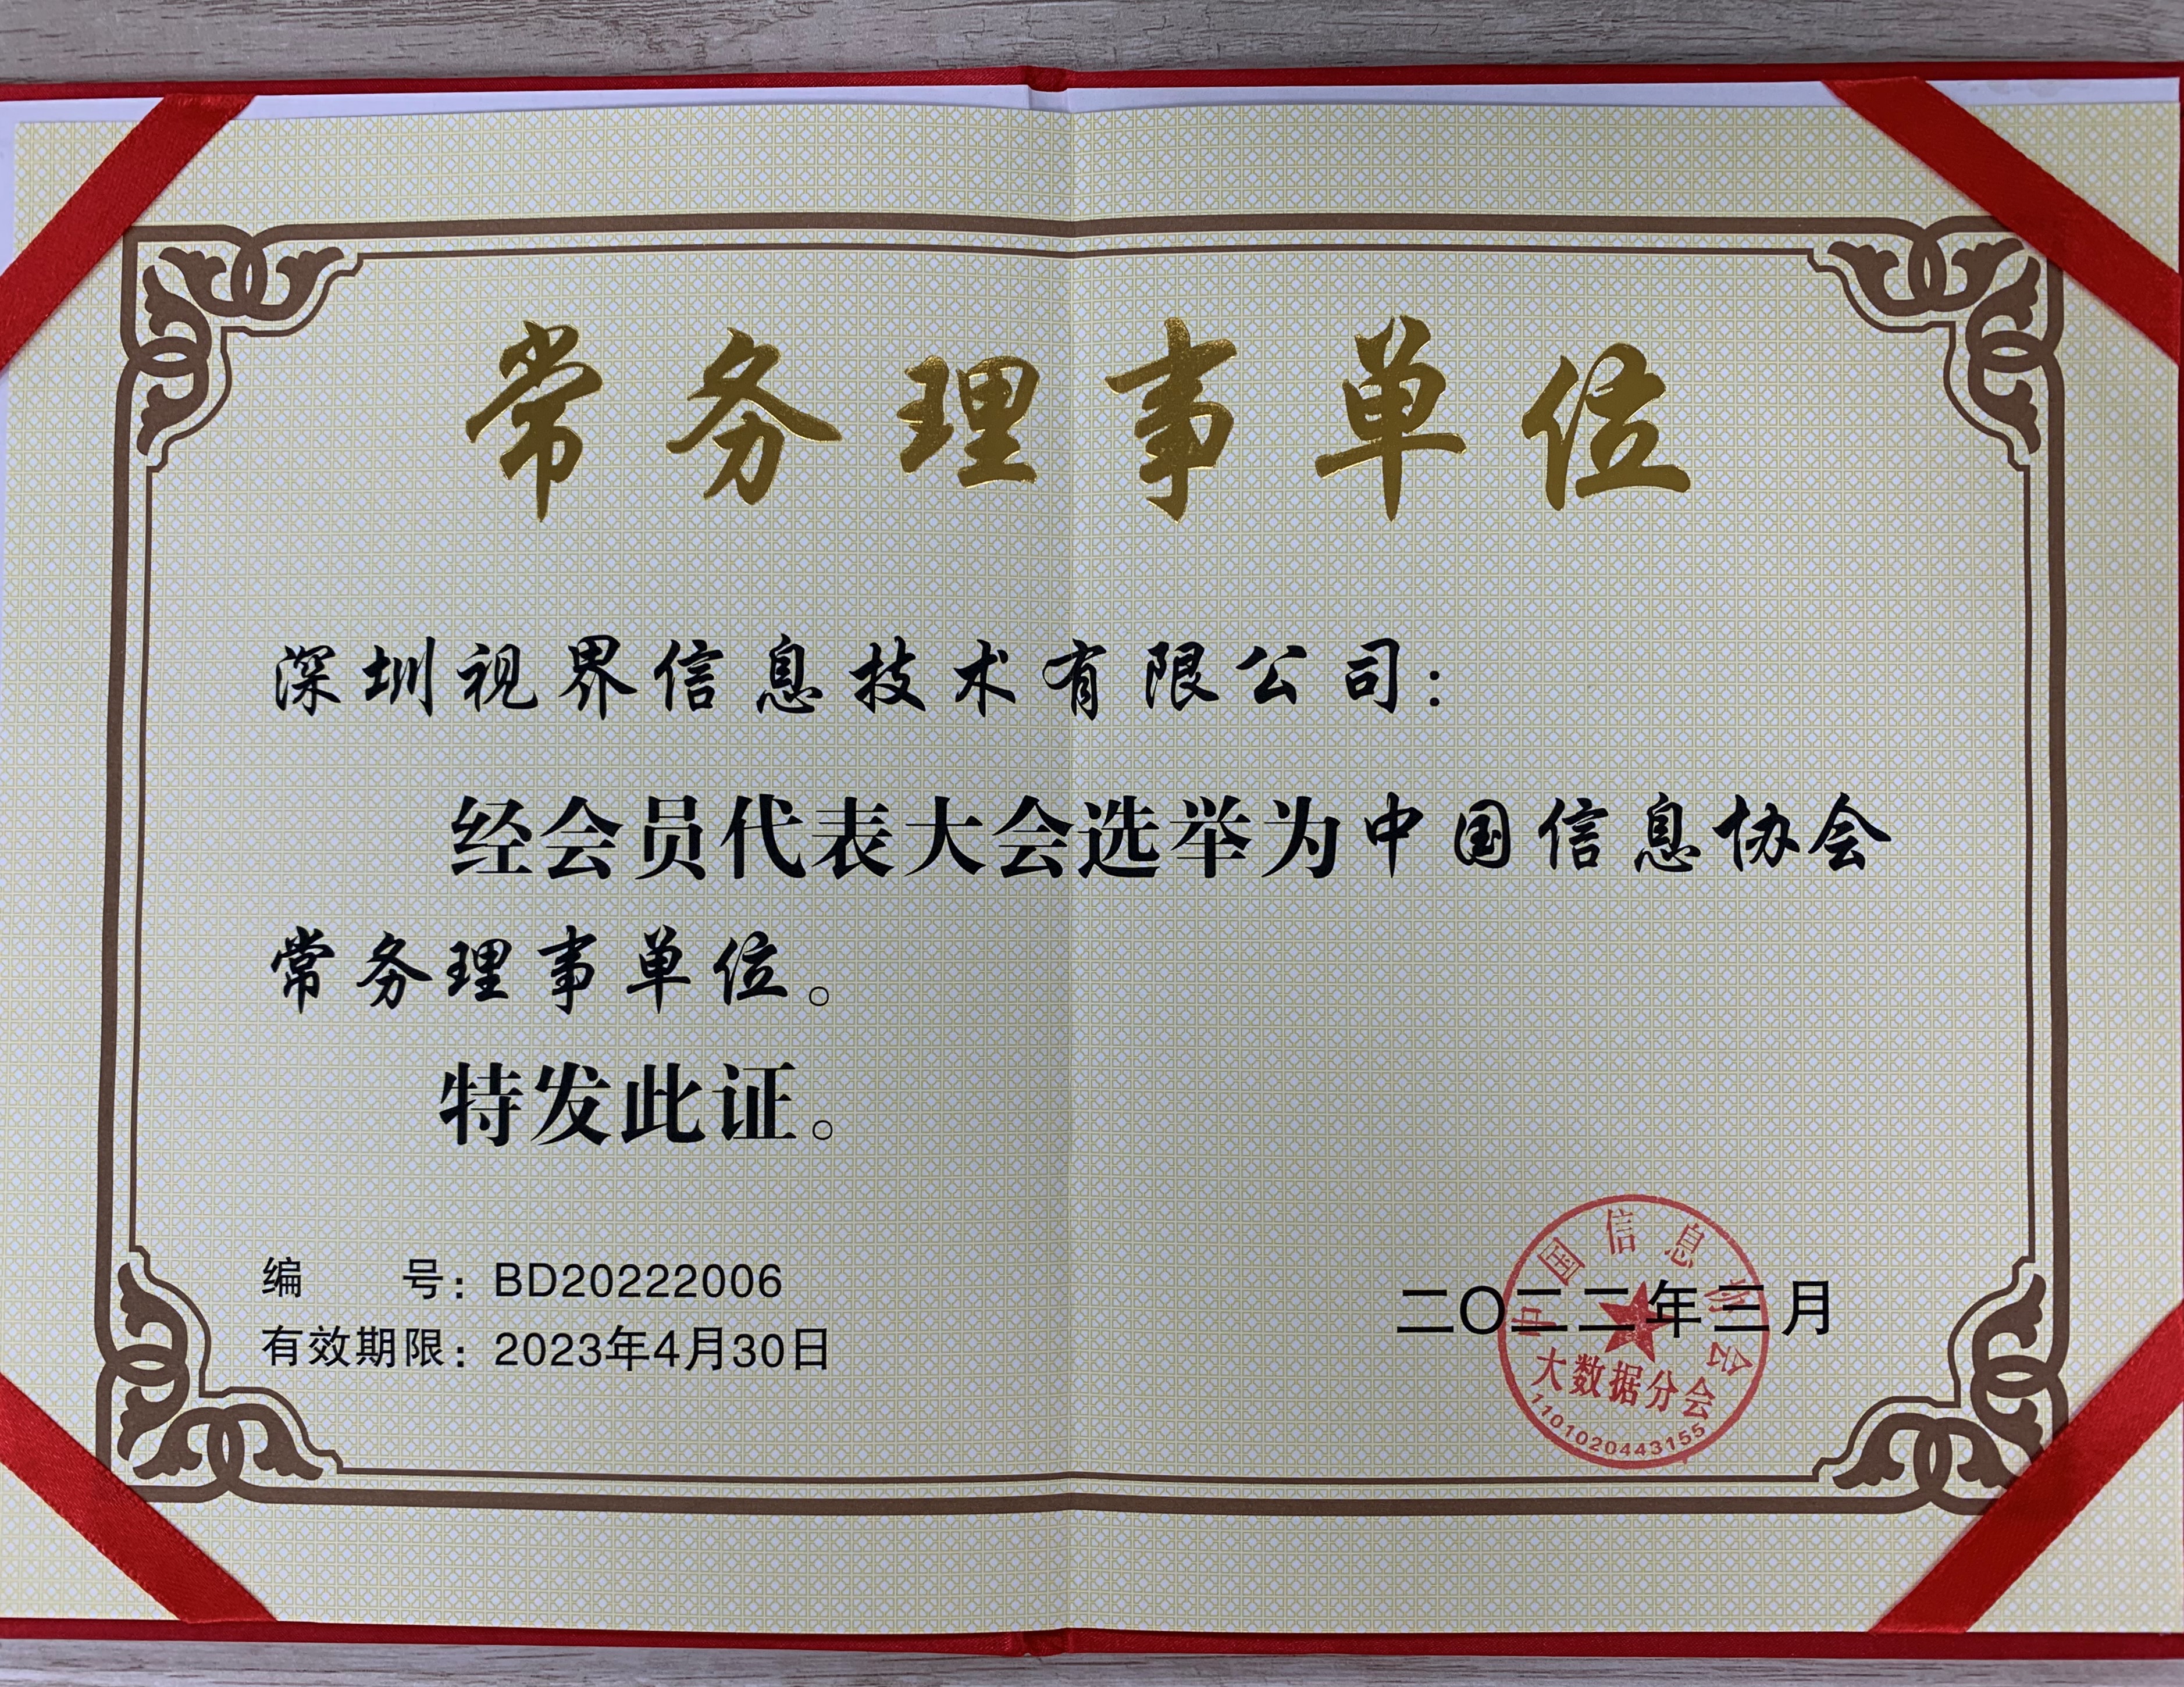 常务理事单位
深圳视界信息技术有限公司：
经会员代表大会选举为中国信息协会
常务理事单位。
特发此证。
编 号：BD20222006
有效期限：2023年4月30日
二〇二二年三月
中国信息协会
大数据分会
1101020443155